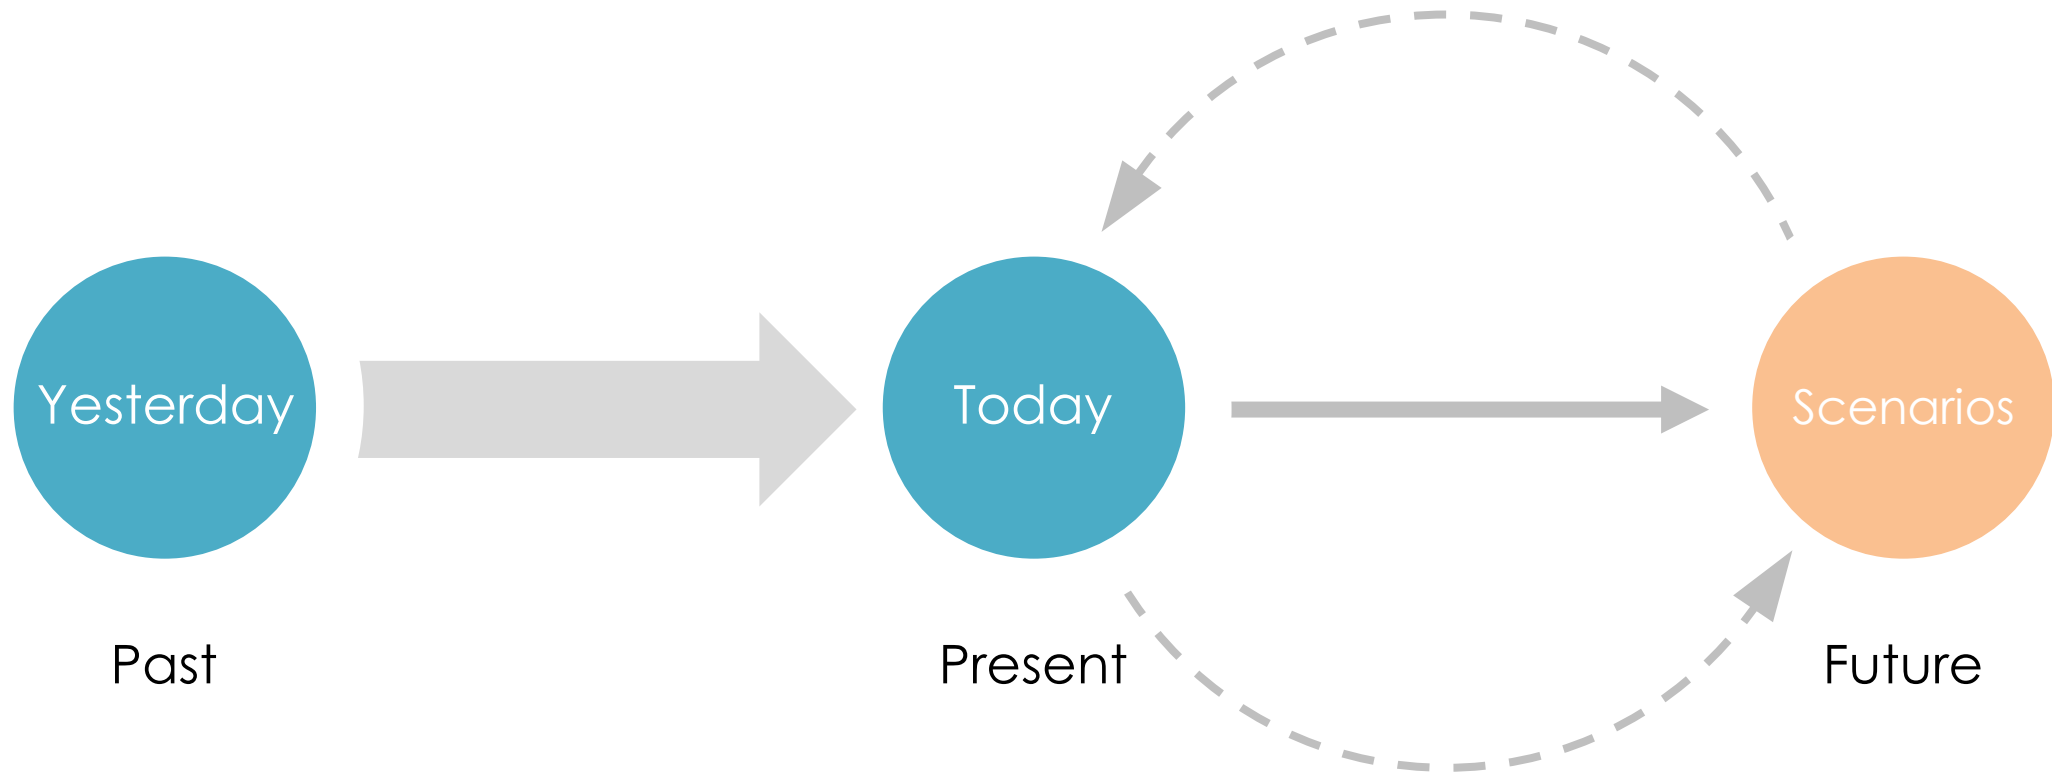 Yesterday
Today
Scenarios
Past
Present
Future